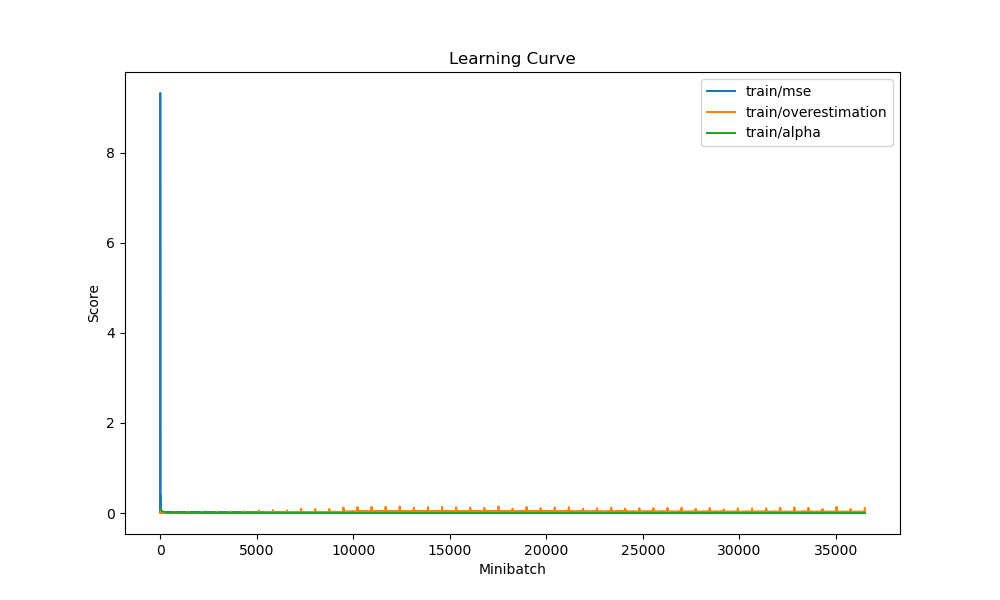 Learning Curve
train/mse
train/overestimation
train/alpha
8
6
4
2
0
Score
0 5000 10000 15000 20000 25000 30000 35000
Minibatch